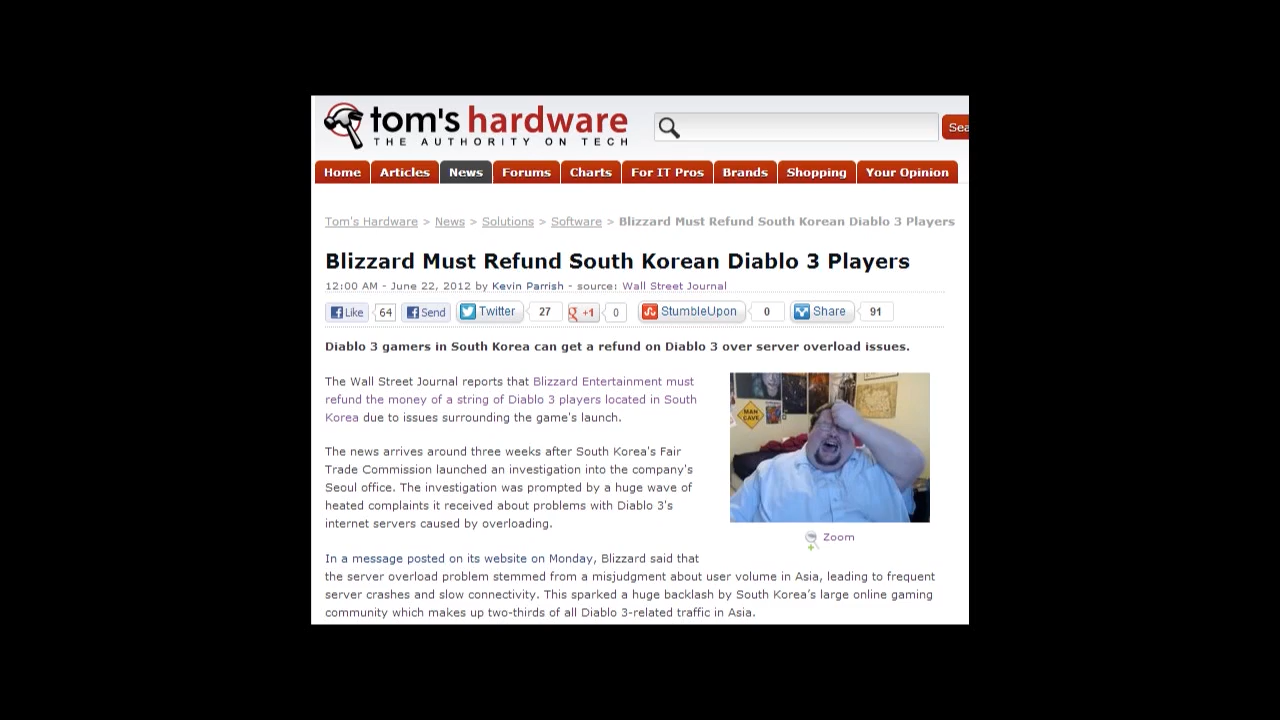 tom's hardware
THE AUTHORITY ON TECH
Sea
Home Articles News Forums Charts For IT Pros Brands Shopping Your Opinion
Tom's Hardware > News > Solutions > Software > Blizzard Must Refund South Korean Diablo 3 Players
Blizzard Must Refund South Korean Diablo 3 Players
12:00 AM - June 22, 2012 by Kevin Parrish - source: Wall Street Journal
Like 64 Send Twitter 27 +1 0 StumbleUpon 0 Share 91
Diablo 3 gamers in South Korea can get a refund on Diablo 3 over server overload issues.
The Wall Street Journal reports that Blizzard Entertainment must
refund the money of a string of Diablo 3 players located in South
Korea due to issues surrounding the game's launch.
MAN
CAVE
The news arrives around three weeks after South Korea's Fair
Trade Commission launched an investigation into the company's
Seoul office. The investigation was prompted by a huge wave of
heated complaints it received about problems with Diablo 3's
internet servers caused by overloading.
Zoom
In a message posted on its website on Monday, Blizzard said that
the server overload problem stemmed from a misjudgment about user volume in Asia, leading to frequent
server crashes and slow connectivity. This sparked a huge backlash by South Korea's large online gaming
community which makes up two-thirds of all Diablo 3-related traffic in Asia.